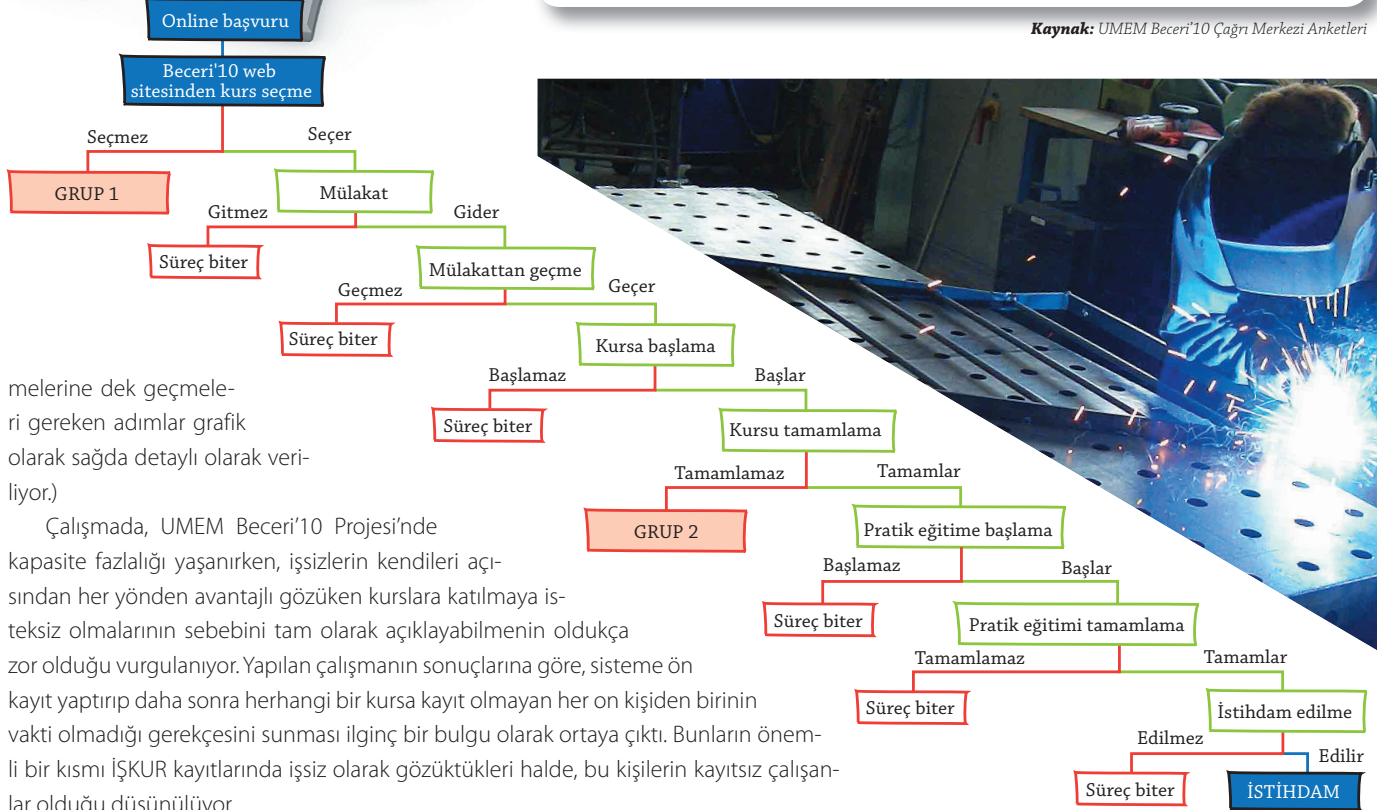 Online başvuru
Kaynak: UMEM Beceri'10 Çağrı Merkezi Anketleri
Beceri'10 web
sitesinden kurs seçme
Seçmez
Seçer
GRUP 1
Mülakat
Gitmez
Gider
Süreç biter
Mülakattan geçme
Geçmez
Geçer
Süreç biter
Kursa başlama
Başlamaz
Başlar
Süreç biter
Kursu tamamlama
Tamamlamaz
Tamamlar
GRUP 2
Pratik eğitime başlama
Başlamaz
Başlar
Süreç biter
Pratik eğitimi tamamlama
Tamamlamaz
Tamamlar
Süreç biter
İstihdam edilme
Edilmez
Edilir
Süreç biter
İSTİHDAM
melerine dek geçmele-
ri gereken adımlar grafik
olarak sağda detaylı olarak veri-
liyor.)
Çalışmada, UMEM Beceri'10 Projesi'nde
kapasite fazlalığı yaşanırken, işsizlerin kendileri açı-
sından her yönden avantajlı gözüken kurslara katılmaya is-
teksiz olmalarının sebebini tam olarak açıklayabilmenin oldukça
zor olduğu vurgulanıyor. Yapılan çalışmanın sonuçlarına göre, sisteme ön
kayıt yaptırıp daha sonra herhangi bir kursa kayıt olmayan her on kişiden birinin
vakti olmadığı gerekçesini sunması ilginç bir bulgu olarak ortaya çıktı. Bunların önem-
li bir kısmı İŞKUR kayıtlarında işsiz olarak gözüktükleri halde, bu kişilerin kayıtsız çalışan-
lar olduğu düşünülüyor